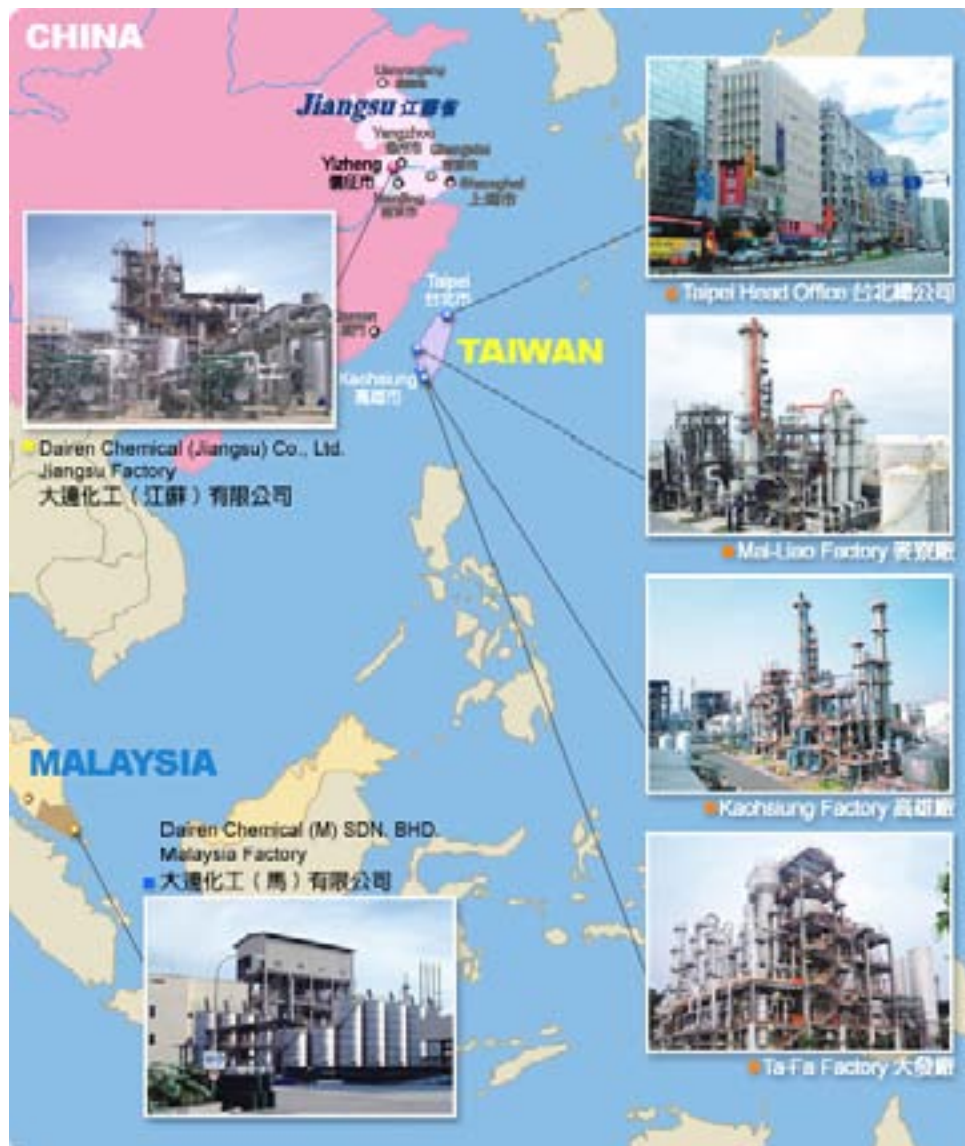 CHINA
Jiangsu 江蘇省
Yangzhou
Yizheng
儀征市
Shanghai
上海市
Nanjing
Taipei
台北市
TAIWAN
Kaohsiung
高雄市
Taipei Head Office 台北總公司
Mai-Liao Factory 麥寮廠
Kaohsiung Factory 高雄廠
Ta-Fa Factory 大發廠
Dairen Chemical (Jiangsu) Co., Ltd.
Jiangsu Factory
大連化工（江蘇）有限公司
MALAYSIA
Dairen Chemical (M) SDN. BHD.
Malaysia Factory
大連化工（馬）有限公司